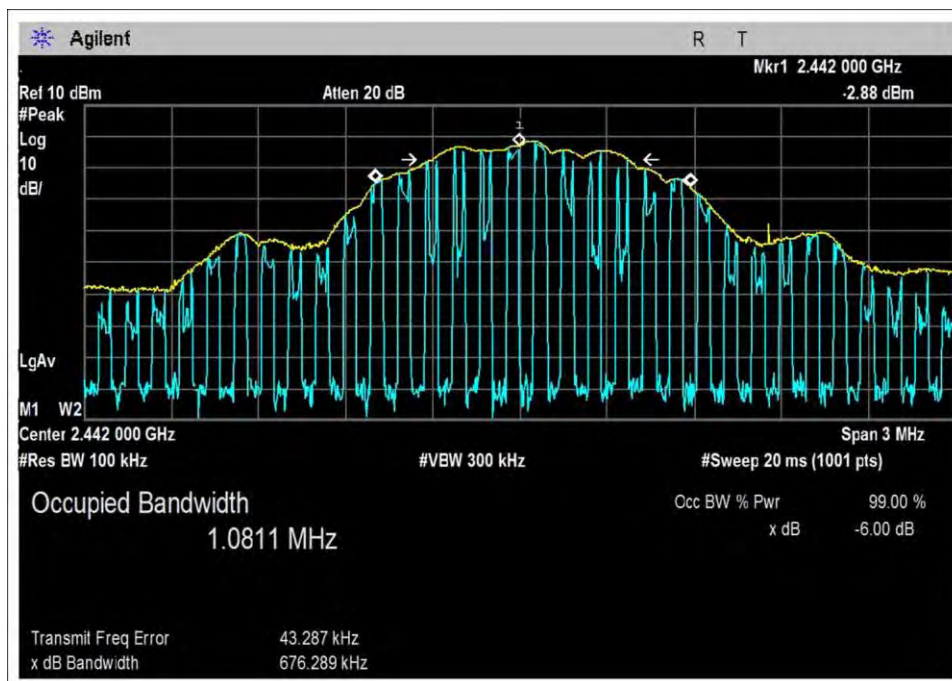 Agilent R T
Mkr1 2.442 000 GHz
Ref 10 dBm Atten 20 dB -2.88 dBm
#Peak
Log
10
dB/
1
LgAv
M1 W2
Center 2.442 000 GHz Span 3 MHz
#Res BW 100 kHz #VBW 300 kHz #Sweep 20 ms (1001 pts)
Occupied Bandwidth Occ BW % Pwr 99.00 %
1.0811 MHz x dB -6.00 dB
Transmit Freq Error 43.287 kHz
x dB Bandwidth 676.289 kHz